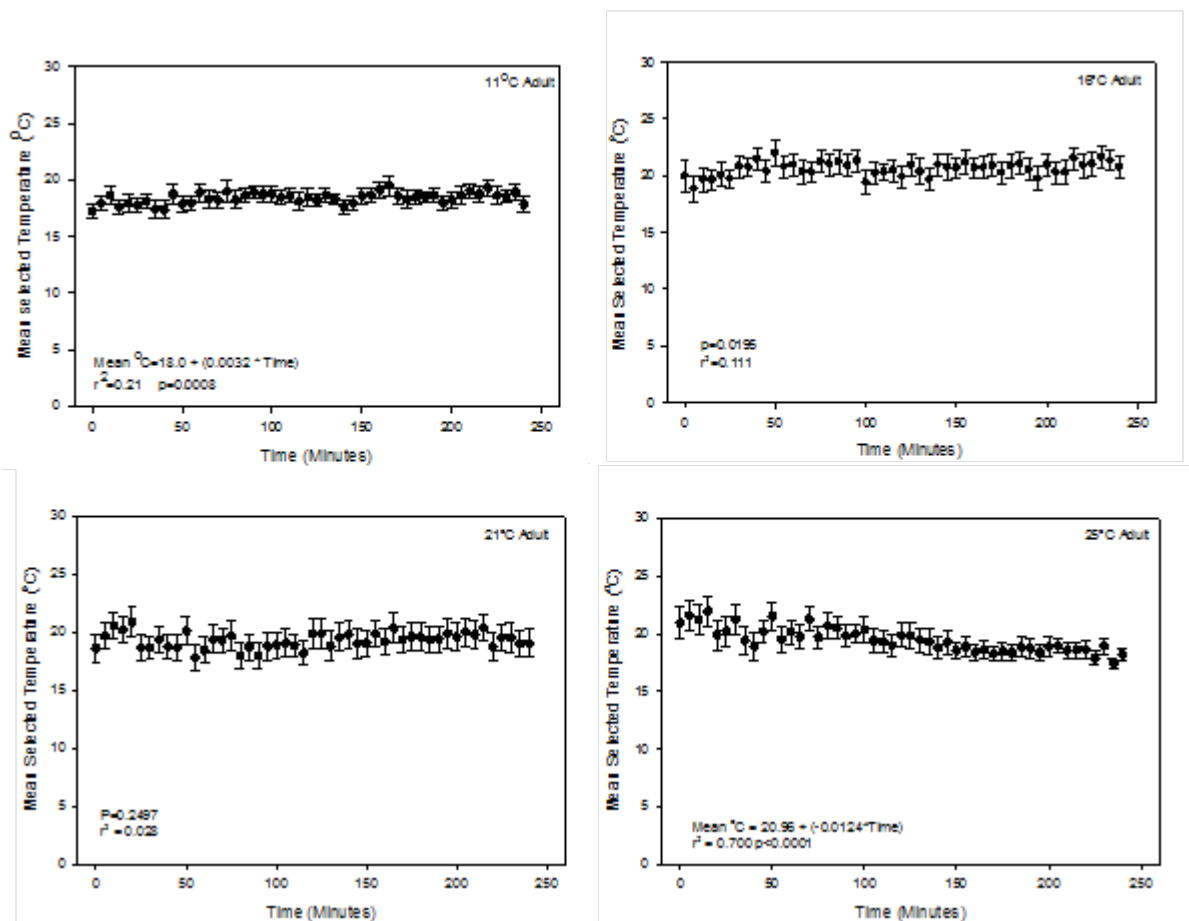 30
25
20
15
10
5
0
Mean selected Temperature (⁰C)
11⁰C Adult
Mean ⁰C=18.0 + (0.0032 * Time)
r²=0.21 p=0.0008
0 50 100 150 200 250
Time (Minutes)
30
25
20
15
10
5
0
Mean Selected Temperature (°C)
16°C Adult
p=0.0195
r²=0.111
0 50 100 150 200 250
Time (Minutes)
30
25
20
15
10
5
0
Mean Selected Temperature (°C)
21°C Adult
P=0.2497
r² = 0.028
0 50 100 150 200 250
Time (Minutes)
30
25
20
15
10
5
0
Mean Selected Temperature (°C)
25°C Adult
Mean °C = 20.96 + (-0.0124*Time)
r² = 0.700 p<0.0001
0 50 100 150 200 250
Time (Minutes)